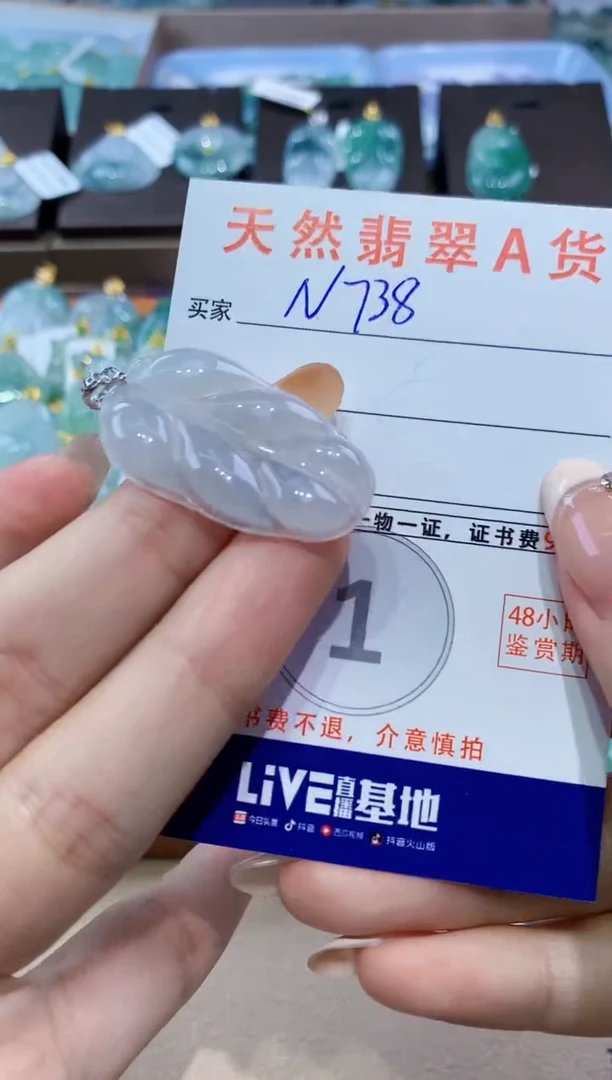 天然翡翠A货
买家 N738
一物一证，证书费
1
48小时
鉴赏期
书费不退，介意慎拍
LiVE直播基地
今日头条 抖音 西瓜视频 抖音火山版